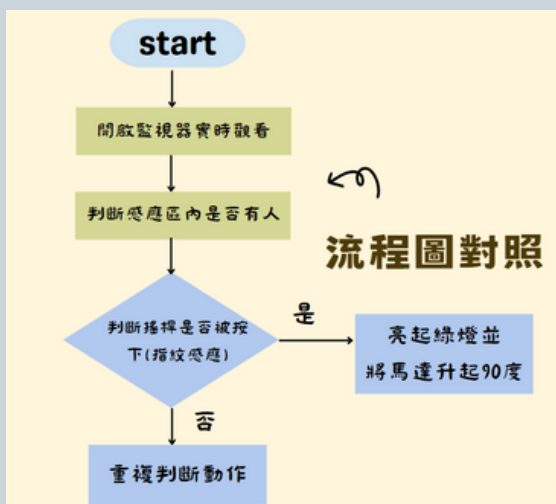 start
開啟監視器實時觀看
判斷感應區內是否有人
流程圖對照
判斷搖桿是否被按
下(指紋感應)
是
亮起綠燈並
將馬達升起90度
否
重複判斷動作